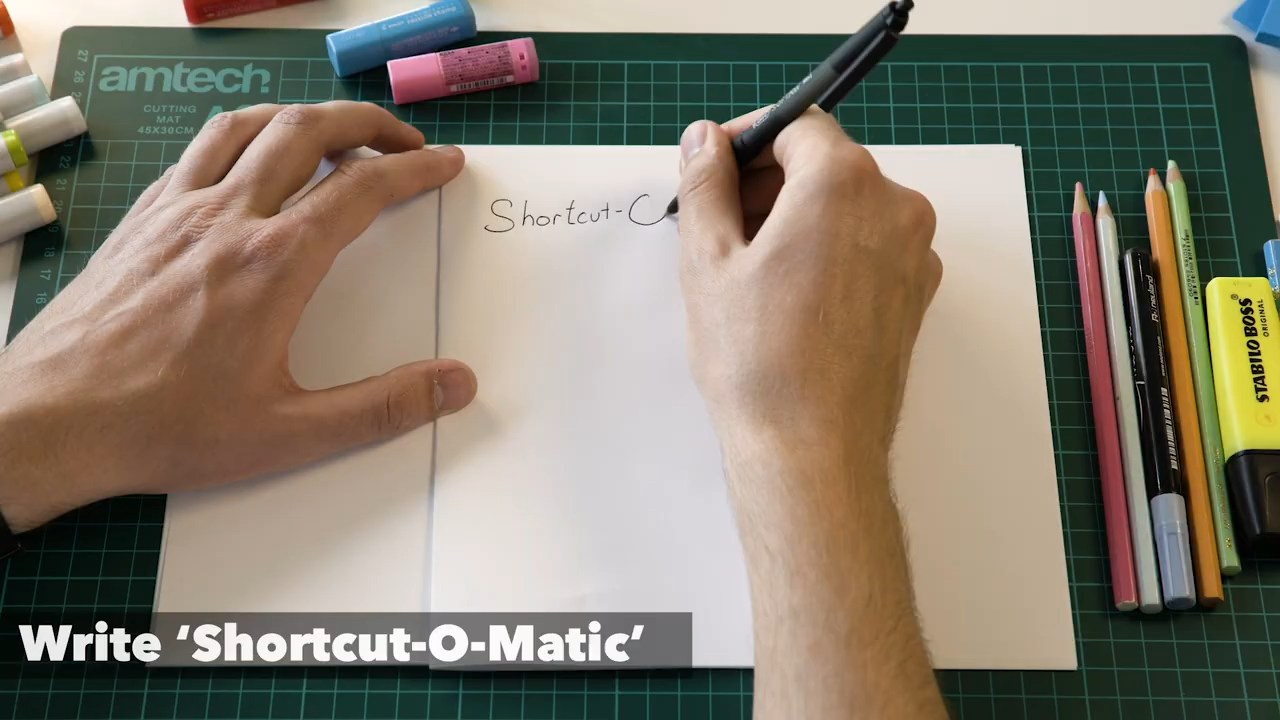 amtech.
CUTTING
MAT
45X30CM
Shortcut-C
STABILO BOSS
ORIGINAL
Write ‘Shortcut-O-Matic’